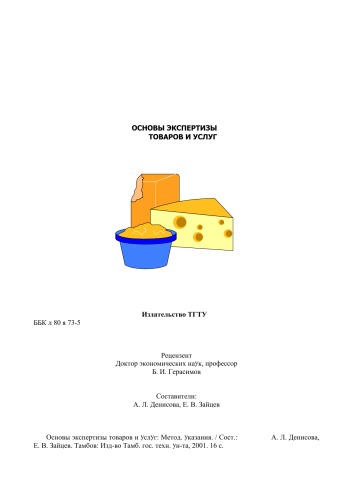 ОСНОВЫ ЭКСПЕРТИЗЫ
ТОВАРОВ И УСЛУГ
Издательство ТГТУ
ББК л 80 я 73-5
Рецензент
Доктор экономических наук, профессор
Б. И. Герасимов
Составители:
А. Л. Денисова, Е. В. Зайцев
Основы экспертизы товаров и услуг: Метод. указания. / Сост.: А. Л. Денисова,
Е. В. Зайцев. Тамбов: Изд-во Тамб. гос. техн. ун-та, 2001. 16 с.